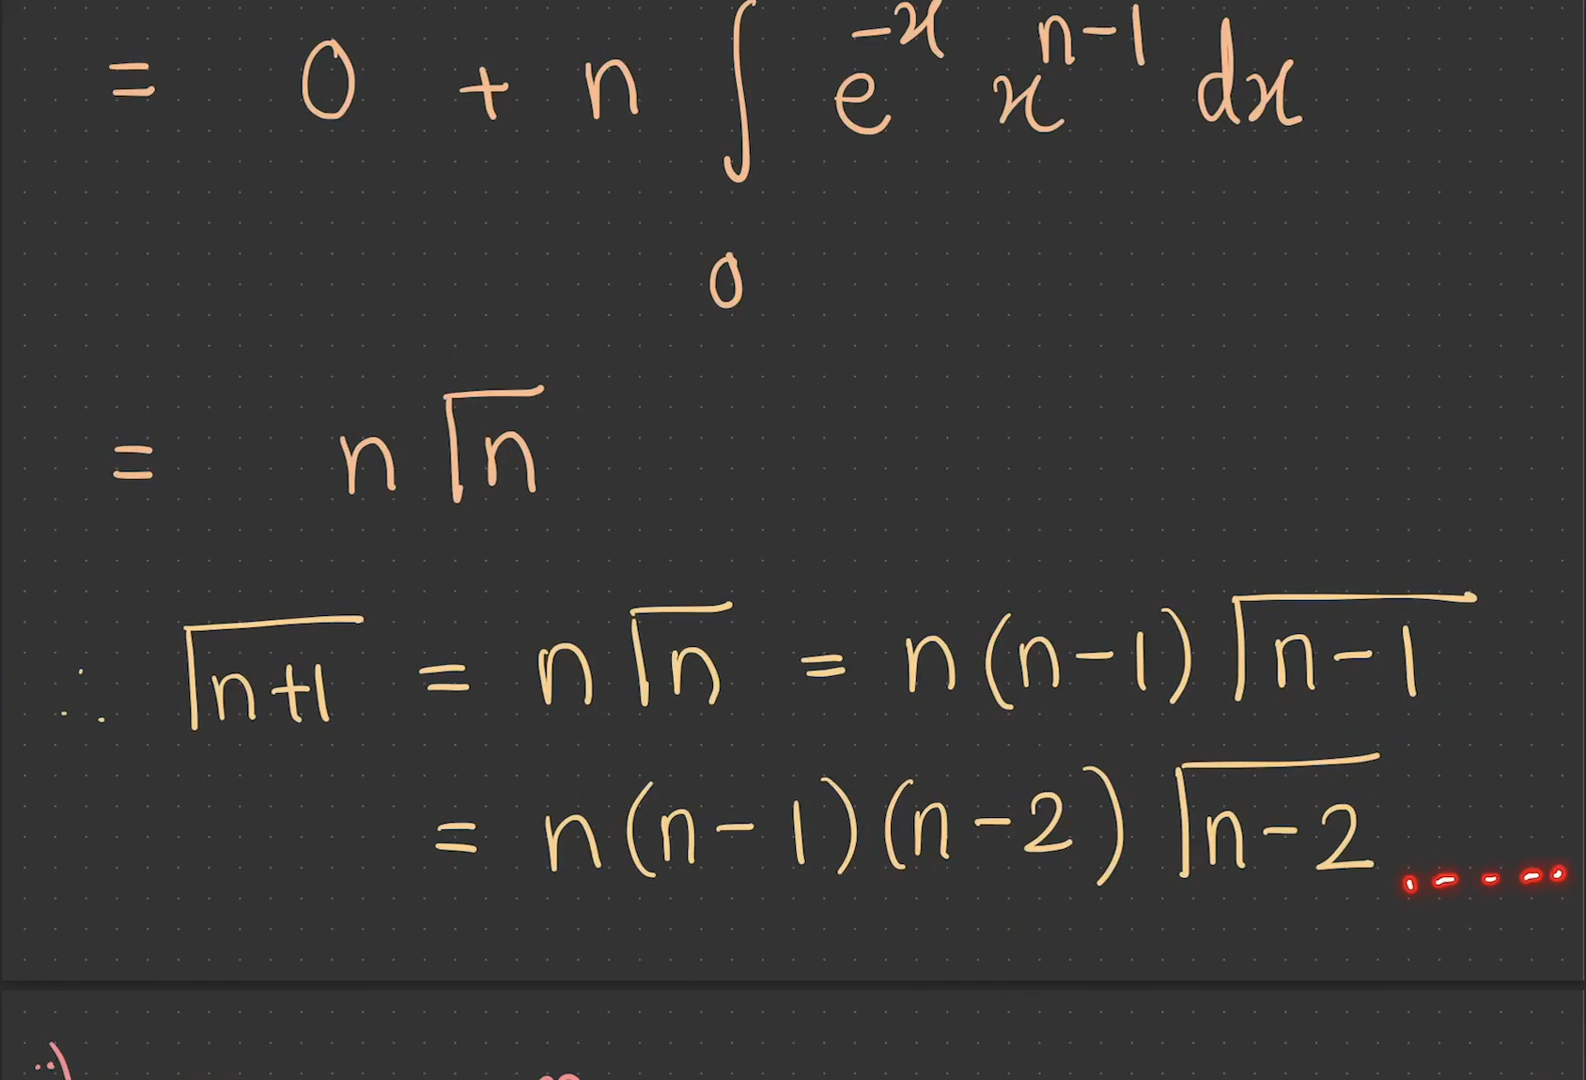 = 0 + n ∫ e^-x x^n-1 dx
0
= n Γn
∴ Γn+1 = n Γn = n(n-1) Γn-1
= n(n-1)(n-2) Γn-2 .....